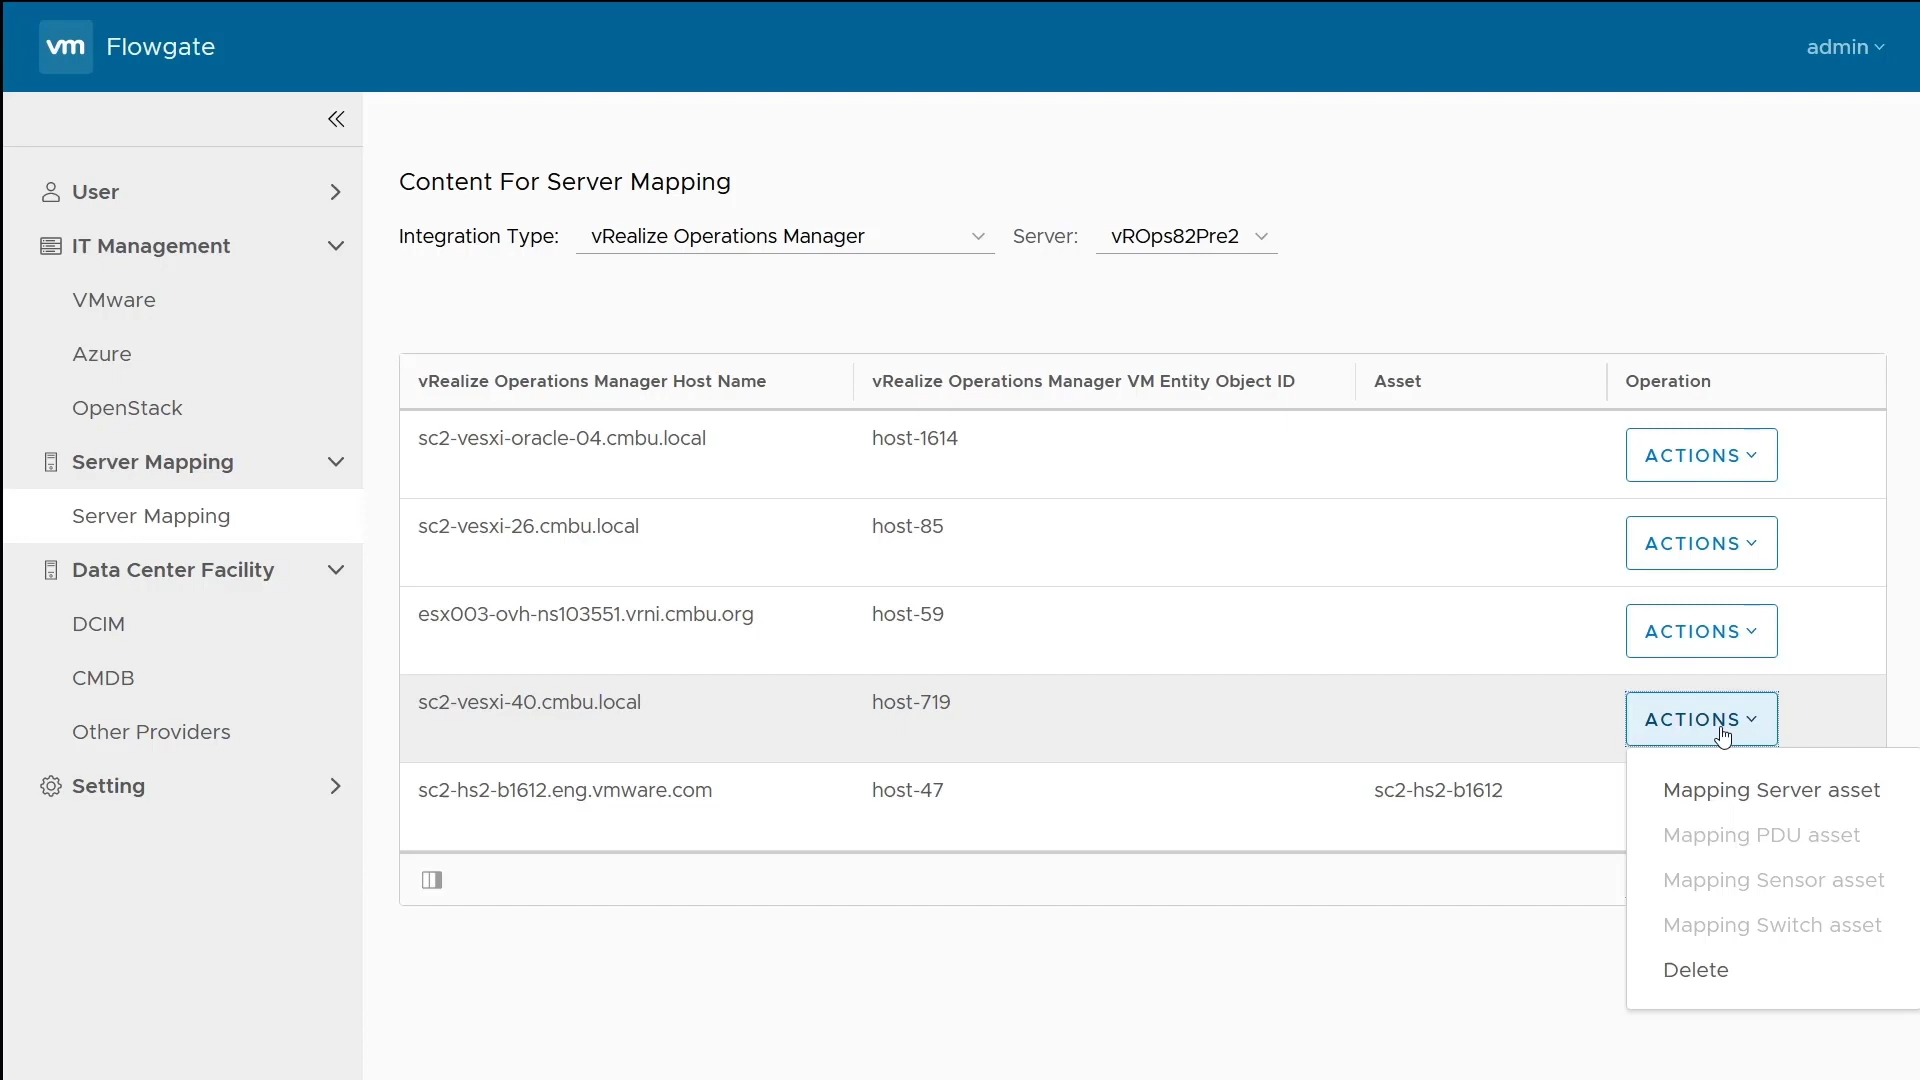 vm Flowgate
admin
User
IT Management
VMware
Azure
OpenStack
Server Mapping
Server Mapping
Data Center Facility
DCIM
CMDB
Other Providers
Setting
Content For Server Mapping
Integration Type: vRealize Operations Manager Server: vROps82Pre2
vRealize Operations Manager Host Name vRealize Operations Manager VM Entity Object ID Asset Operation
sc2-vesxi-oracle-04.cmbu.local host-1614 ACTIONS
sc2-vesxi-26.cmbu.local host-85 ACTIONS
esx003-ovh-ns103551.vrni.cmbu.org host-59 ACTIONS
sc2-vesxi-40.cmbu.local host-719 ACTIONS
sc2-hs2-b1612.eng.vmware.com host-47 sc2-hs2-b1612
Mapping Server asset
Mapping PDU asset
Mapping Sensor asset
Mapping Switch asset
Delete